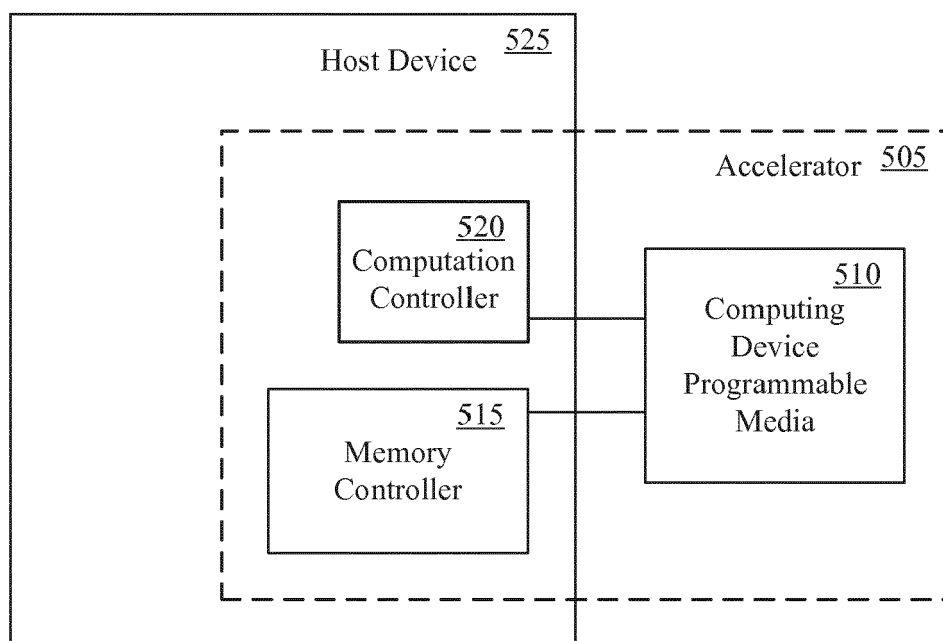 Host Device 525
Accelerator 505
520
Computation
Controller
510
Computing
Device
Programmable
Media
515
Memory
Controller